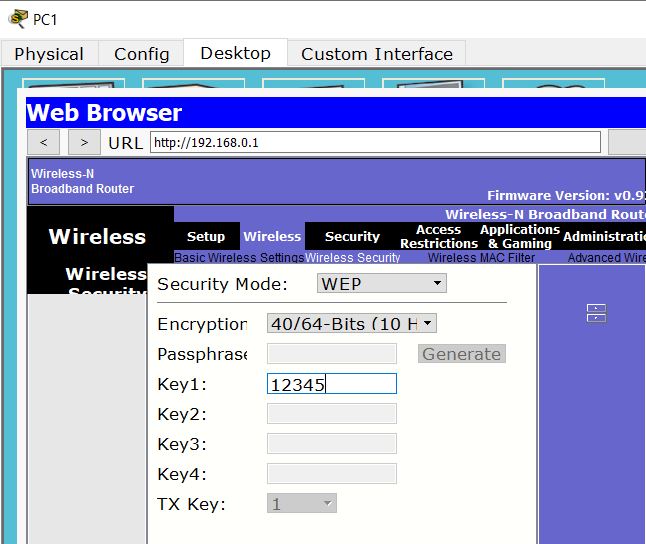 PC1
Physical Config Desktop Custom Interface
Web Browser
< > URL http://192.168.0.1
Wireless-N
Broadband Router
Firmware Version: v0.9
Wireless-N Broadband Route
Wireless Setup Wireless Security Access Restrictions Applications & Gaming Administratio
Basic Wireless Settings Wireless Security Wireless MAC Filter Advanced Wire
Wireless
Security
Security Mode: WEP
Encryption 40/64-Bits (10 H
Passphrase Generate
Key1: 12345
Key2:
Key3:
Key4:
TX Key: 1